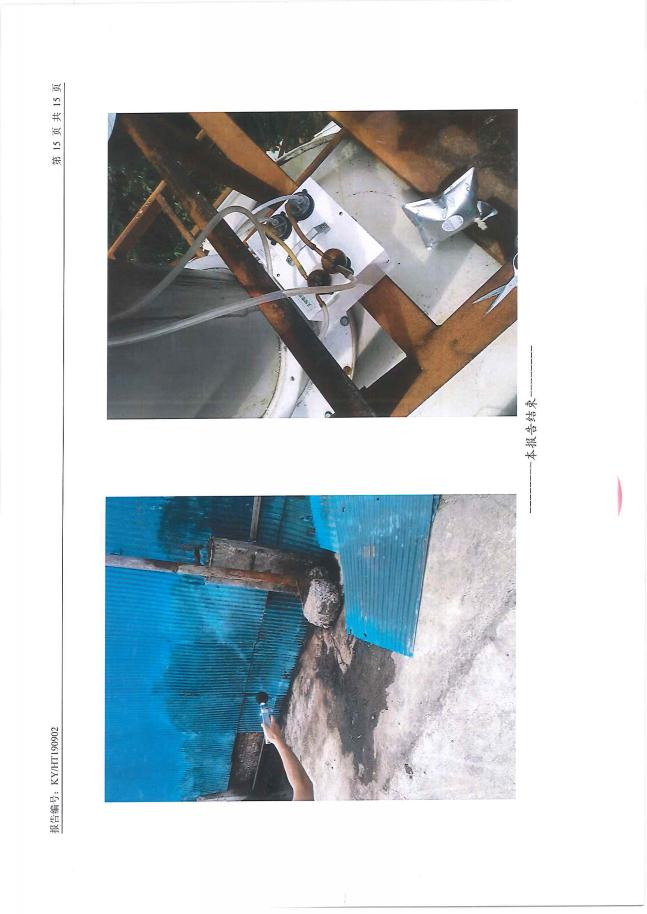 报告编号：KY/HT190902
第 15 页 共 15 页
----------本报告结束----------